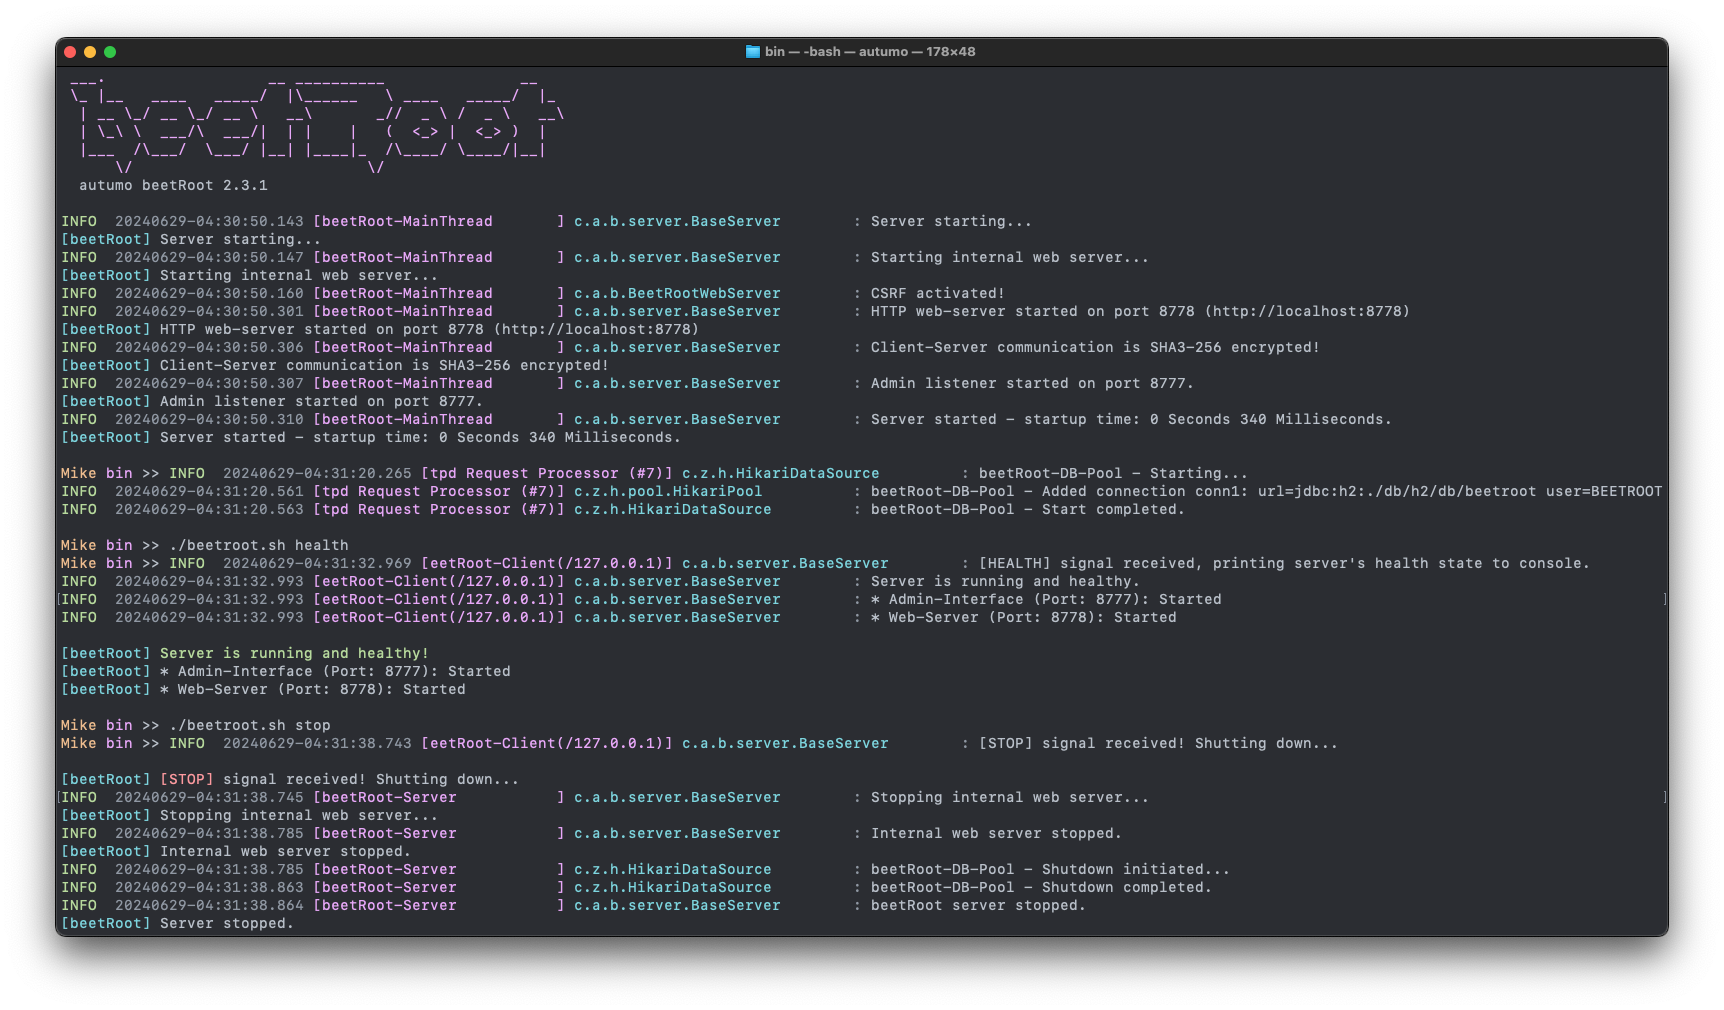 bin — -bash — autumo — 178×48
 ___.                  __ __________               __
 \_ |__   ____   _____/  |\______   \ ____   _____/  |_
  | __ \_/ __ \_/ __ \   __\       _//  _ \ /  _ \   __\
  | \_\ \  ___/\  ___/|  | |    |   (  <_> |  <_> )  |
  |___  /\___/  \___/ |__| |____|_  /\____/ \____/|__|
      \/                          \/
autumo beetRoot 2.3.1
INFO  20240629-04:30:50.143 [beetRoot-MainThread       ] c.a.b.server.BaseServer        : Server starting...
[beetRoot] Server starting...
INFO  20240629-04:30:50.147 [beetRoot-MainThread       ] c.a.b.server.BaseServer        : Starting internal web server...
[beetRoot] Starting internal web server...
INFO  20240629-04:30:50.160 [beetRoot-MainThread       ] c.a.b.BeetRootWebServer        : CSRF activated!
INFO  20240629-04:30:50.301 [beetRoot-MainThread       ] c.a.b.server.BaseServer        : HTTP web-server started on port 8778 (http://localhost:8778)
[beetRoot] HTTP web-server started on port 8778 (http://localhost:8778)
INFO  20240629-04:30:50.306 [beetRoot-MainThread       ] c.a.b.server.BaseServer        : Client-Server communication is SHA3-256 encrypted!
[beetRoot] Client-Server communication is SHA3-256 encrypted!
INFO  20240629-04:30:50.307 [beetRoot-MainThread       ] c.a.b.server.BaseServer        : Admin listener started on port 8777.
[beetRoot] Admin listener started on port 8777.
INFO  20240629-04:30:50.310 [beetRoot-MainThread       ] c.a.b.server.BaseServer        : Server started - startup time: 0 Seconds 340 Milliseconds.
[beetRoot] Server started - startup time: 0 Seconds 340 Milliseconds.
Mike bin >> INFO  20240629-04:31:20.265 [tpd Request Processor (#7)] c.z.h.HikariDataSource         : beetRoot-DB-Pool - Starting...
INFO  20240629-04:31:20.561 [tpd Request Processor (#7)] c.z.h.pool.HikariPool          : beetRoot-DB-Pool - Added connection conn1: url=jdbc:h2:./db/h2/db/beetroot user=BEETROOT
INFO  20240629-04:31:20.563 [tpd Request Processor (#7)] c.z.h.HikariDataSource         : beetRoot-DB-Pool - Start completed.
Mike bin >> ./beetroot.sh health
Mike bin >> INFO  20240629-04:31:32.969 [eetRoot-Client(/127.0.0.1)] c.a.b.server.BaseServer        : [HEALTH] signal received, printing server's health state to console.
INFO  20240629-04:31:32.993 [eetRoot-Client(/127.0.0.1)] c.a.b.server.BaseServer        : Server is running and healthy.
[INFO  20240629-04:31:32.993 [eetRoot-Client(/127.0.0.1)] c.a.b.server.BaseServer        : * Admin-Interface (Port: 8777): Started ]
INFO  20240629-04:31:32.993 [eetRoot-Client(/127.0.0.1)] c.a.b.server.BaseServer        : * Web-Server (Port: 8778): Started
[beetRoot] Server is running and healthy!
[beetRoot] * Admin-Interface (Port: 8777): Started
[beetRoot] * Web-Server (Port: 8778): Started
Mike bin >> ./beetroot.sh stop
Mike bin >> INFO  20240629-04:31:38.743 [eetRoot-Client(/127.0.0.1)] c.a.b.server.BaseServer        : [STOP] signal received! Shutting down...
[beetRoot] [STOP] signal received! Shutting down...
[INFO  20240629-04:31:38.745 [beetRoot-Server           ] c.a.b.server.BaseServer        : Stopping internal web server... ]
[beetRoot] Stopping internal web server...
INFO  20240629-04:31:38.785 [beetRoot-Server           ] c.a.b.server.BaseServer        : Internal web server stopped.
[beetRoot] Internal web server stopped.
INFO  20240629-04:31:38.785 [beetRoot-Server           ] c.z.h.HikariDataSource         : beetRoot-DB-Pool - Shutdown initiated...
INFO  20240629-04:31:38.863 [beetRoot-Server           ] c.z.h.HikariDataSource         : beetRoot-DB-Pool - Shutdown completed.
INFO  20240629-04:31:38.864 [beetRoot-Server           ] c.a.b.server.BaseServer        : beetRoot server stopped.
[beetRoot] Server stopped.